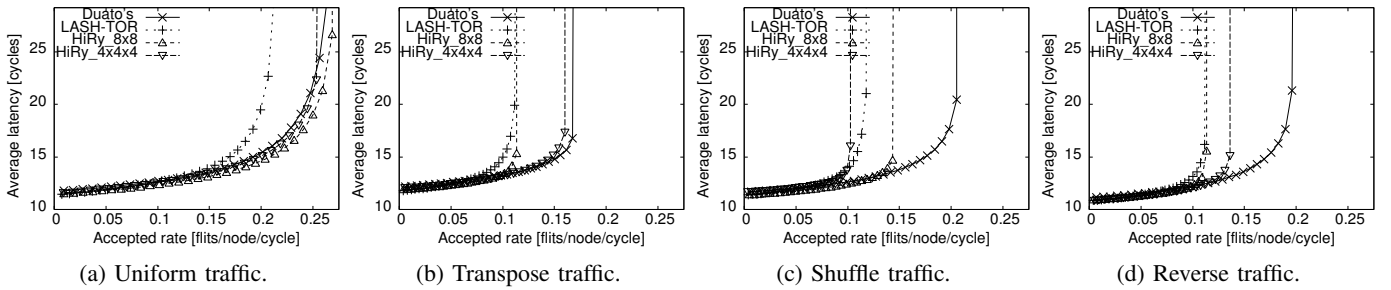 Average latency [cycles]
25
20
15
10
Duato's
LASH-TOR
HiRy_8x8
HiRy_4x4x4
0 0.05 0.1 0.15 0.2 0.25
Accepted rate [flits/node/cycle]
(a) Uniform traffic.
Average latency [cycles]
25
20
15
10
Duato's
LASH-TOR
HiRy_8x8
HiRy_4x4x4
0 0.05 0.1 0.15 0.2 0.25
Accepted rate [flits/node/cycle]
(b) Transpose traffic.
Average latency [cycles]
25
20
15
10
Duato's
LASH-TOR
HiRy_8x8
HiRy_4x4x4
0 0.05 0.1 0.15 0.2 0.25
Accepted rate [flits/node/cycle]
(c) Shuffle traffic.
Average latency [cycles]
25
20
15
10
Duato's
LASH-TOR
HiRy_8x8
HiRy_4x4x4
0 0.05 0.1 0.15 0.2 0.25
Accepted rate [flits/node/cycle]
(d) Reverse traffic.